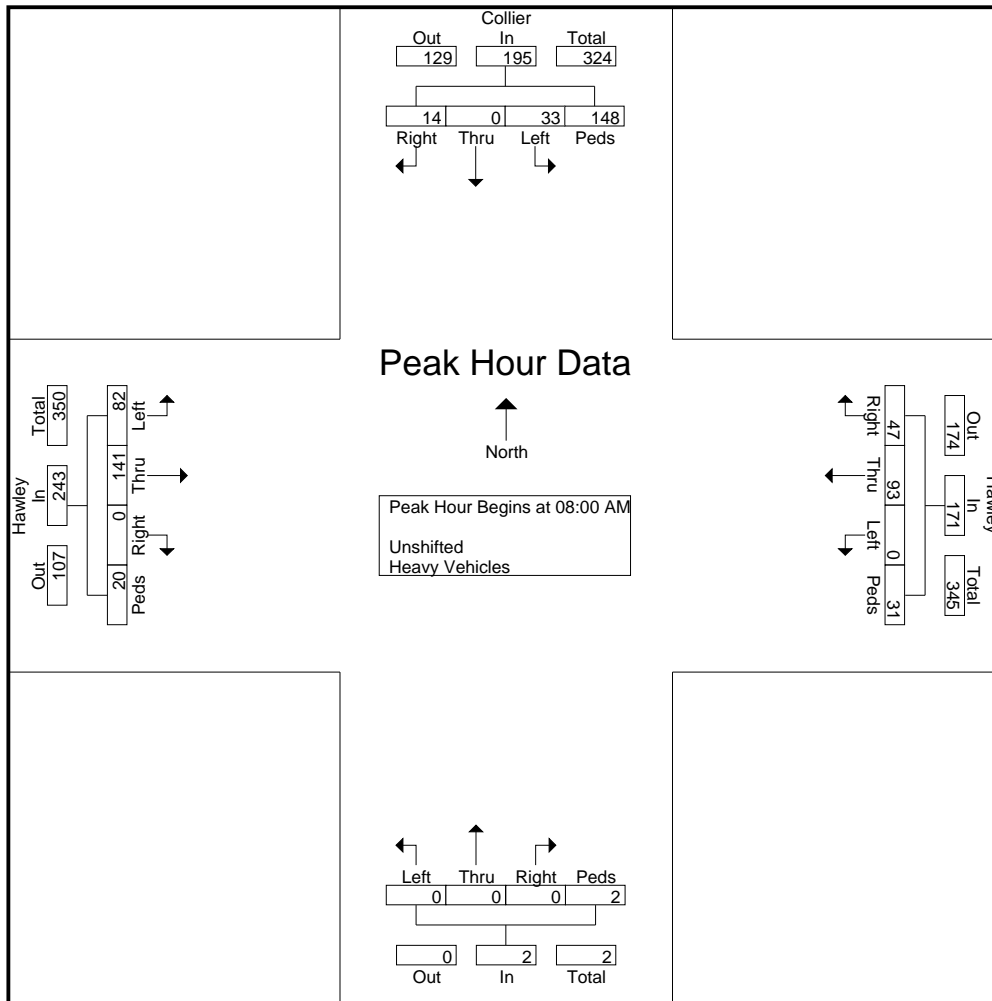 Collier
Out In Total
129 195 324
14 0 33 148
Right Thru Left Peds
Peak Hour Data
North
Peak Hour Begins at 08:00 AM
Unshifted
Heavy Vehicles
Hawley
Total In Out
350 243 107
82 141 0 20
Left Thru Right Peds
Hawley
Out In Total
174 171 345
47 93 0 31
Right Thru Left Peds
Left Thru Right Peds
0 0 0 2
0 2 2
Out In Total